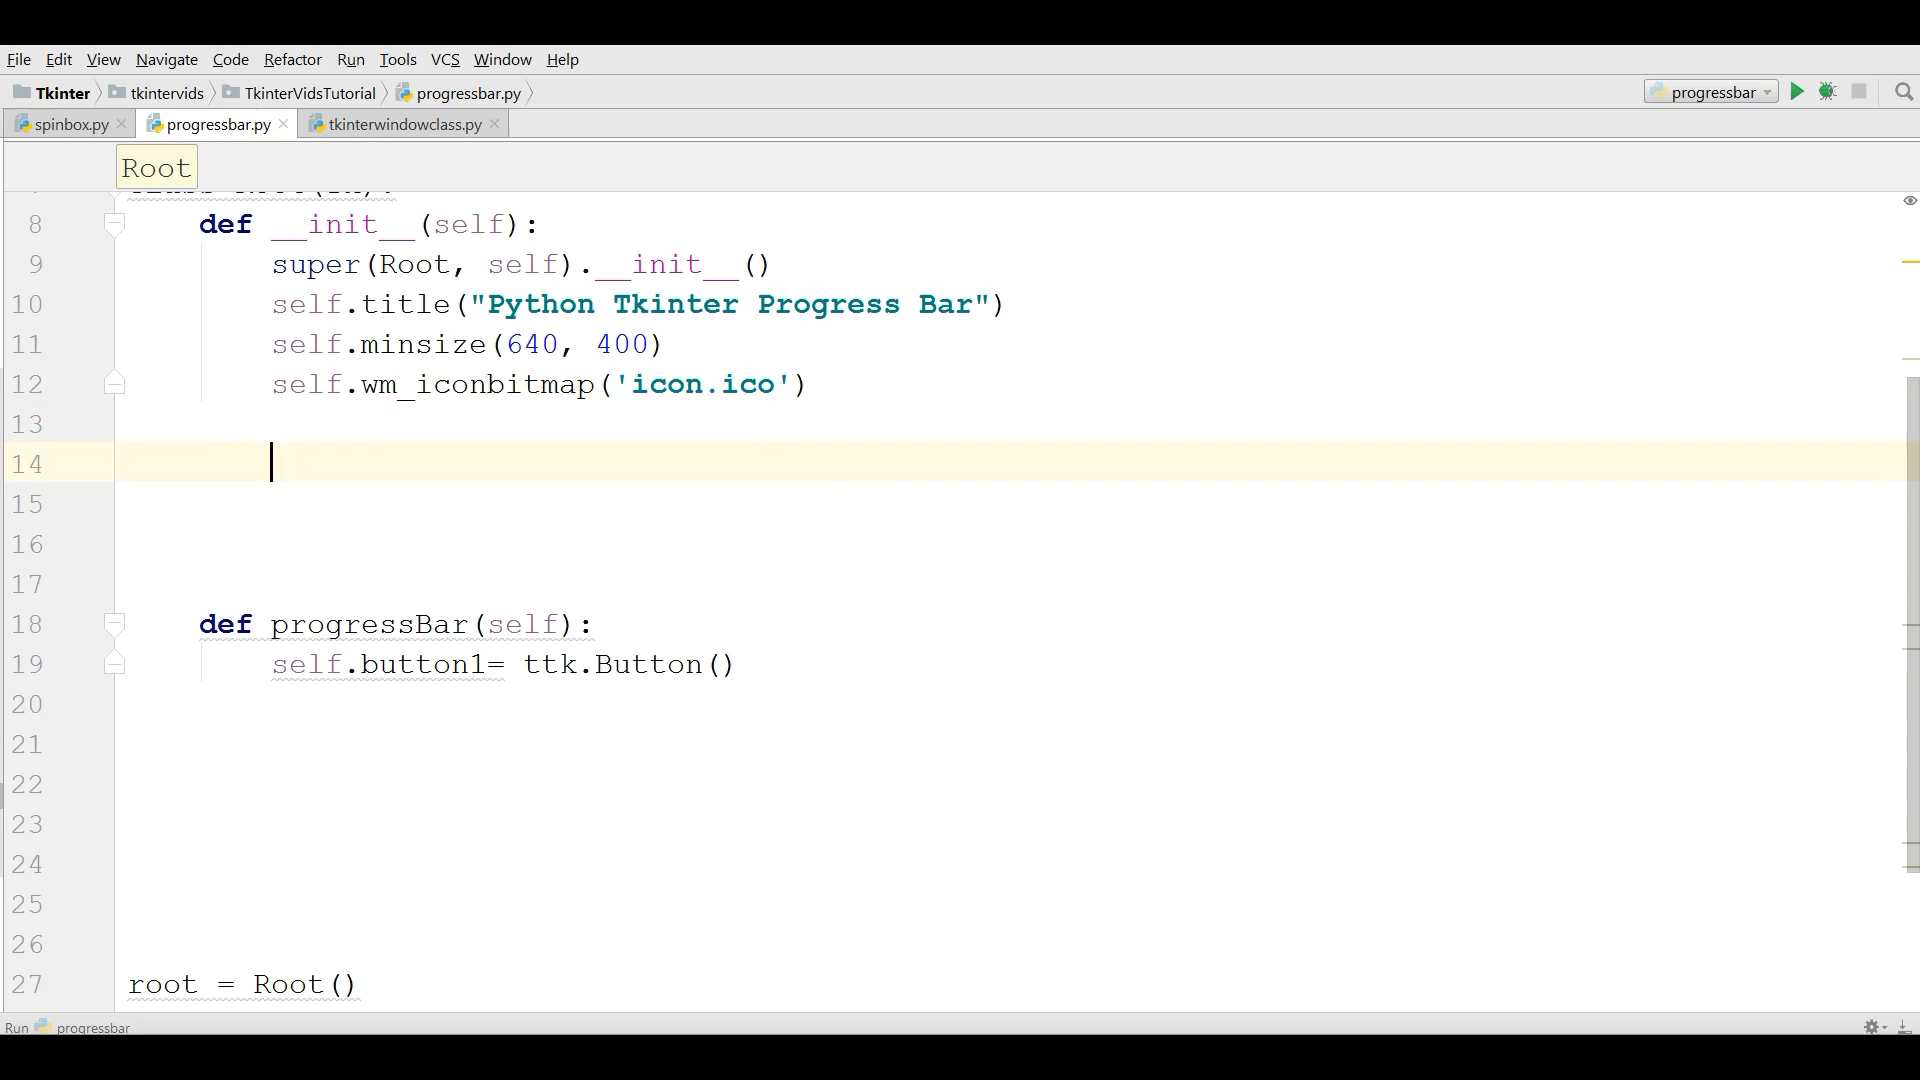 File Edit View Navigate Code Refactor Run Tools VCS Window Help
Tkinter tkintervids TkinterVidsTutorial progressbar.py progressbar
spinbox.py progressbar.py tkinterwindowclass.py
Root
8 def __init__(self):
9 super(Root, self).__init__()
10 self.title("Python Tkinter Progress Bar")
11 self.minsize(640, 400)
12 self.wm_iconbitmap('icon.ico')
13
14
15
16
17
18 def progressBar(self):
19 self.button1= ttk.Button()
20
21
22
23
24
25
26
27 root = Root()
Run progressbar